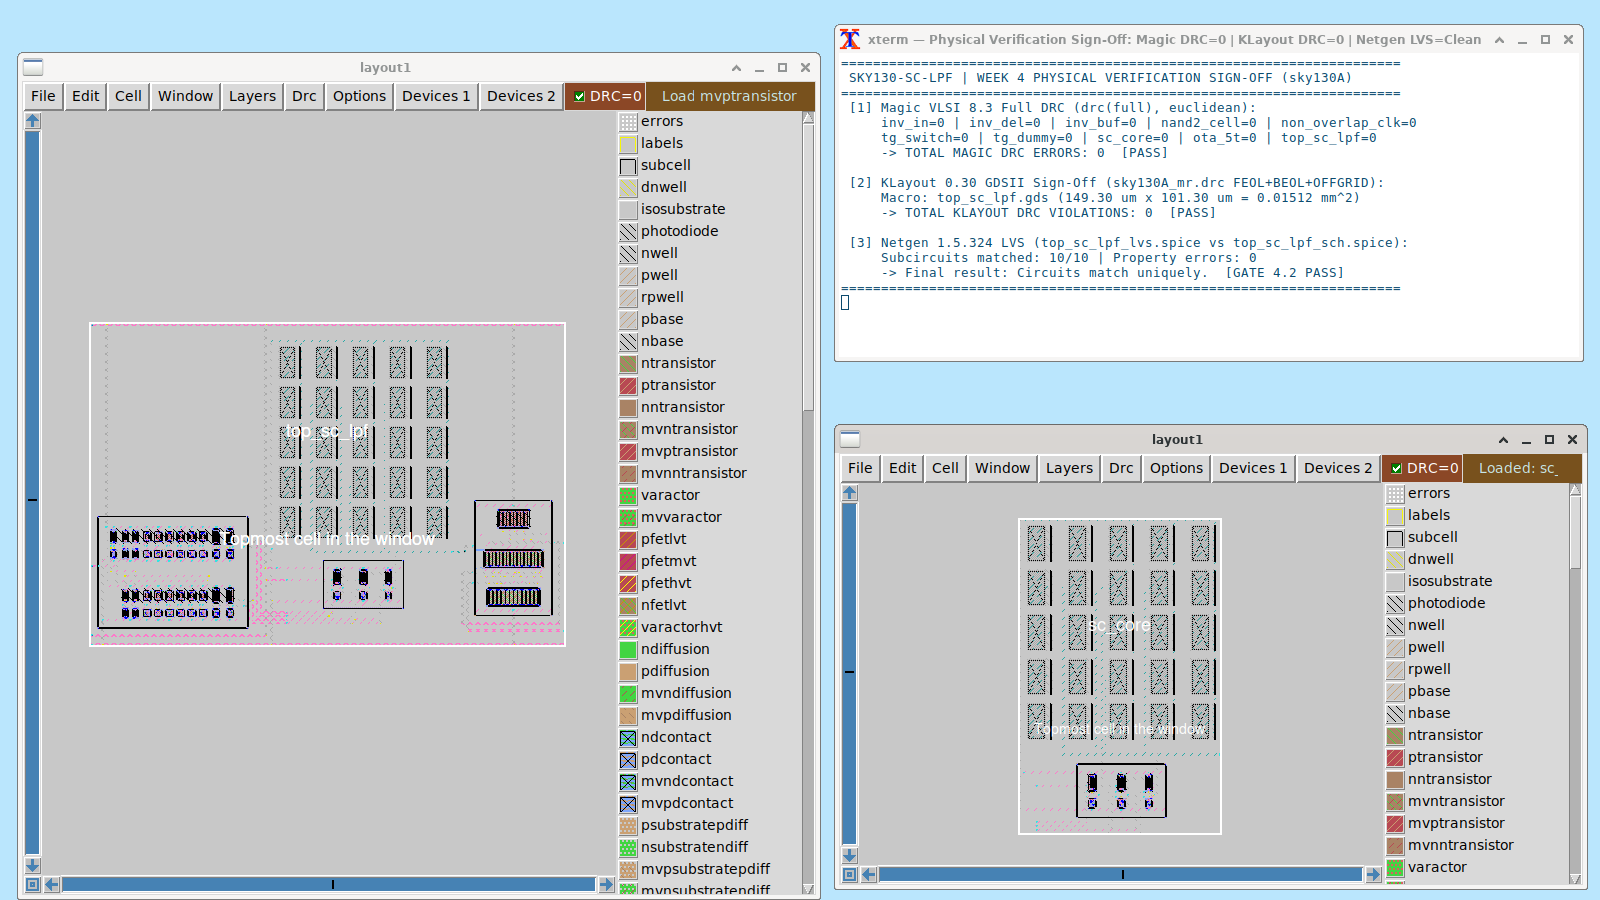 layout1
File Edit Cell Window Layers Drc Options Devices 1 Devices 2 DRC=0 Load mvptransistor
errors
labels
subcell
dnwell
isosubstrate
photodiode
nwell
pwell
rpwell
pbase
nbase
ntransistor
ptransistor
nntransistor
mvntransistor
mvptransistor
mvnntransistor
varactor
mvvaractor
pfetlvt
pfetmvt
pfethvt
nfetlvt
varactorhvt
ndiffusion
pdiffusion
mvndiffusion
mvpdiffusion
ndcontact
pdcontact
mvndcontact
mvpdcontact
psubstratepdiff
nsubstratendiff
mvpsubstratepdiff
mvnsubstratendiff
top_sc_lpf
Topmost cell in the window
xterm — Physical Verification Sign-Off: Magic DRC=0 | KLayout DRC=0 | Netgen LVS=Clean
======================================================================
SKY130-SC-LPF | WEEK 4 PHYSICAL VERIFICATION SIGN-OFF (sky130A)
======================================================================
[1] Magic VLSI 8.3 Full DRC (drc(full), euclidean):
inv_in=0 | inv_del=0 | inv_buf=0 | nand2_cell=0 | non_overlap_clk=0
tg_switch=0 | tg_dummy=0 | sc_core=0 | ota_5t=0 | top_sc_lpf=0
-> TOTAL MAGIC DRC ERRORS: 0 [PASS]
[2] KLayout 0.30 GDSII Sign-Off (sky130A_mr.drc FEOL+BEOL+OFFGRID):
Macro: top_sc_lpf.gds (149.30 um x 101.30 um = 0.01512 mm^2)
-> TOTAL KLAYOUT DRC VIOLATIONS: 0 [PASS]
[3] Netgen 1.5.324 LVS (top_sc_lpf_lvs.spice vs top_sc_lpf_sch.spice):
Subcircuits matched: 10/10 | Property errors: 0
-> Final result: Circuits match uniquely. [GATE 4.2 PASS]
======================================================================
layout1
File Edit Cell Window Layers Drc Options Devices 1 Devices 2 DRC=0 Loaded: sc_
errors
labels
subcell
dnwell
isosubstrate
photodiode
nwell
pwell
rpwell
pbase
nbase
ntransistor
ptransistor
nntransistor
mvntransistor
mvptransistor
mvnntransistor
varactor
sc_core
Topmost cell in the window